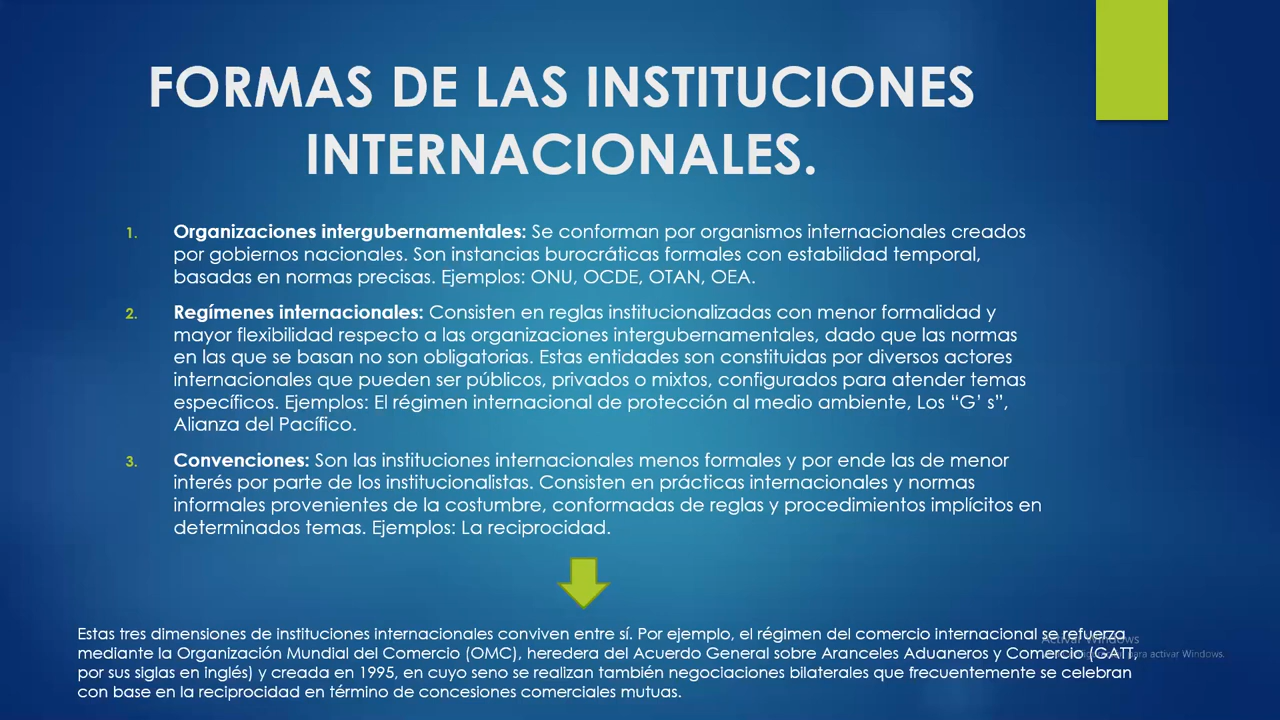 FORMAS DE LAS INSTITUCIONES
INTERNACIONALES.
1. Organizaciones intergubernamentales: Se conforman por organismos internacionales creados
por gobiernos nacionales. Son instancias burocráticas formales con estabilidad temporal,
basadas en normas precisas. Ejemplos: ONU, OCDE, OTAN, OEA.
2. Regímenes internacionales: Consisten en reglas institucionalizadas con menor formalidad y
mayor flexibilidad respecto a las organizaciones intergubernamentales, dado que las normas
en las que se basan no son obligatorias. Estas entidades son constituidas por diversos actores
internacionales que pueden ser públicos, privados o mixtos, configurados para atender temas
específicos. Ejemplos: El régimen internacional de protección al medio ambiente, Los “G’ s”,
Alianza del Pacífico.
3. Convenciones: Son las instituciones internacionales menos formales y por ende las de menor
interés por parte de los institucionalistas. Consisten en prácticas internacionales y normas
informales provenientes de la costumbre, conformadas de reglas y procedimientos implícitos en
determinados temas. Ejemplos: La reciprocidad.
Estas tres dimensiones de instituciones internacionales conviven entre sí. Por ejemplo, el régimen del comercio internacional se refuerza
mediante la Organización Mundial del Comercio (OMC), heredera del Acuerdo General sobre Aranceles Aduaneros y Comercio (GATT,
por sus siglas en inglés) y creada en 1995, en cuyo seno se realizan también negociaciones bilaterales que frecuentemente se celebran
con base en la reciprocidad en término de concesiones comerciales mutuas.
Activar Windows
para activar Windows.